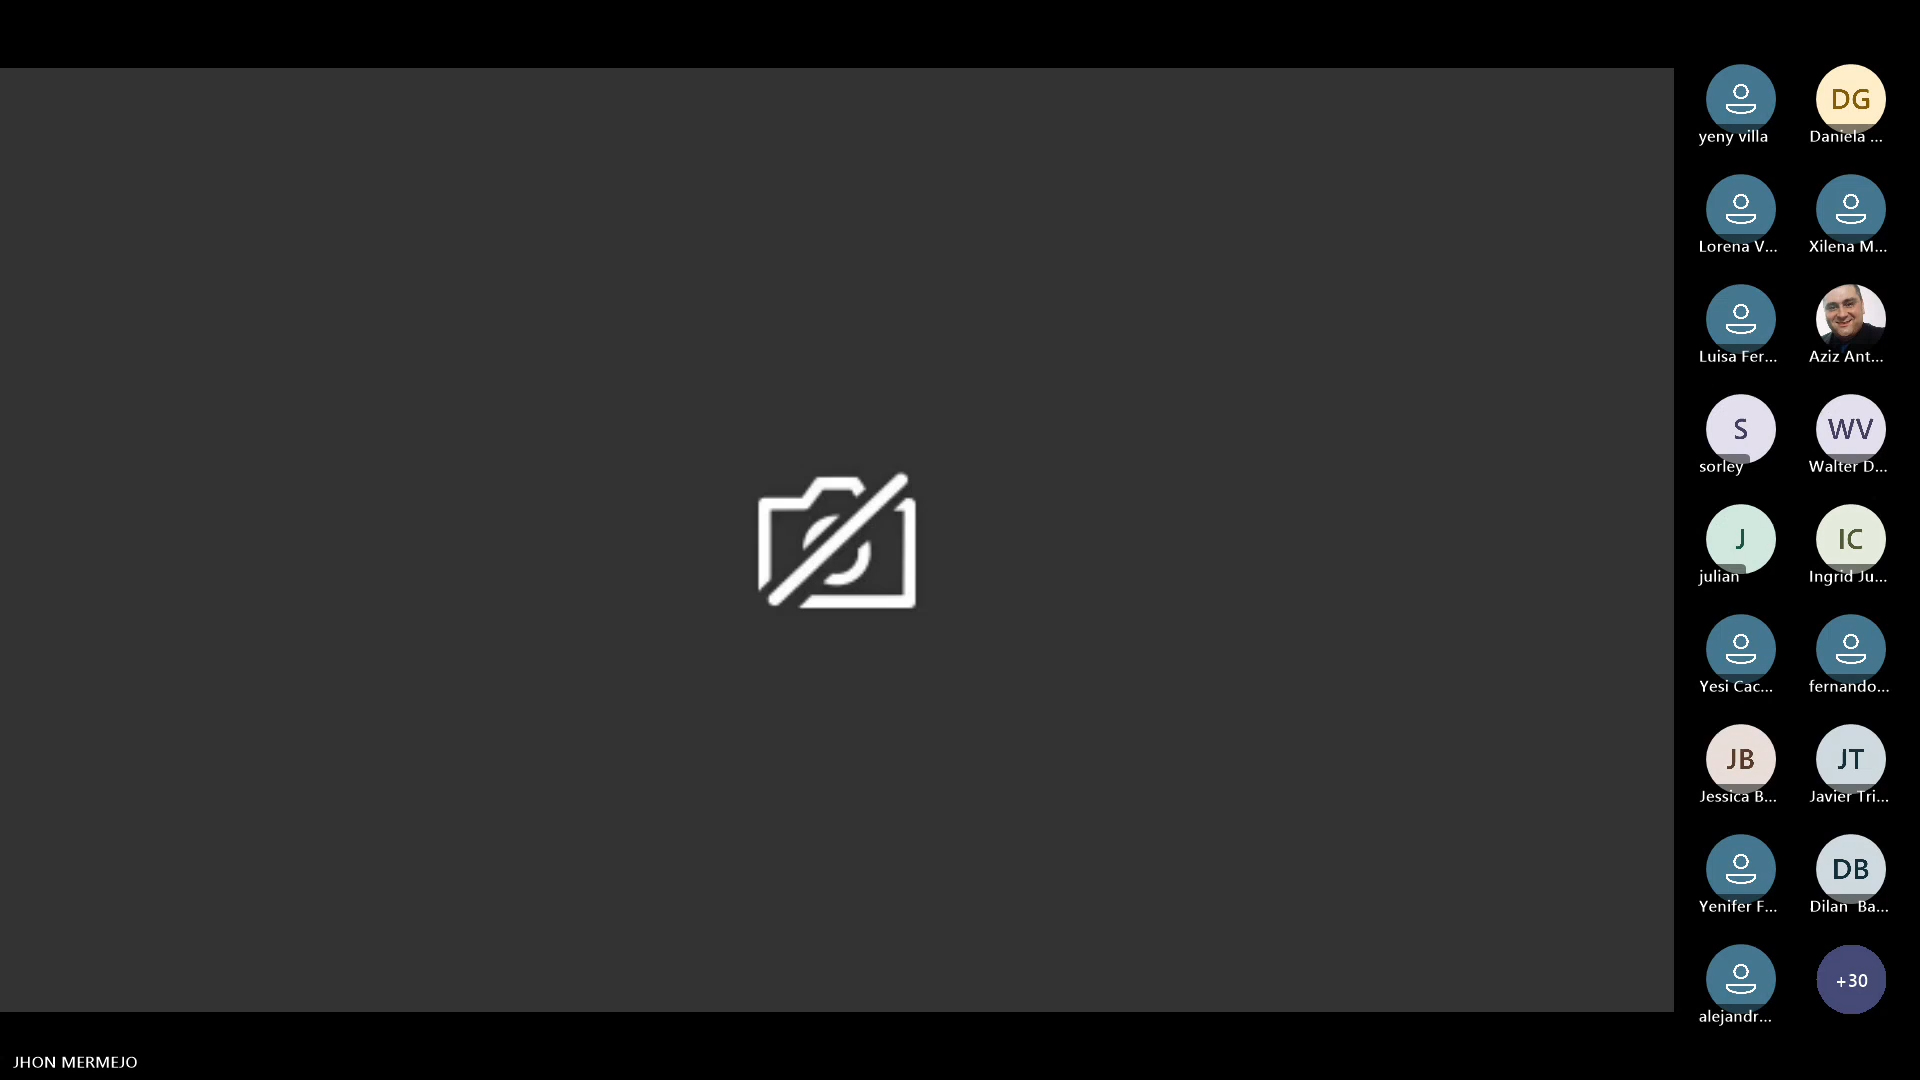 DG
yeny villa
Daniela ...
Lorena V...
Xilena M...
Luisa Fer...
Aziz Ant...
S
WV
sorley
Walter D...
J
IC
julian
Ingrid Ju...
Yesi Cac...
fernando...
JB
JT
Jessica B...
Javier Tri...
DB
Yenifer F...
Dilan Ba...
+30
alejandr...
JHON MERMEJO